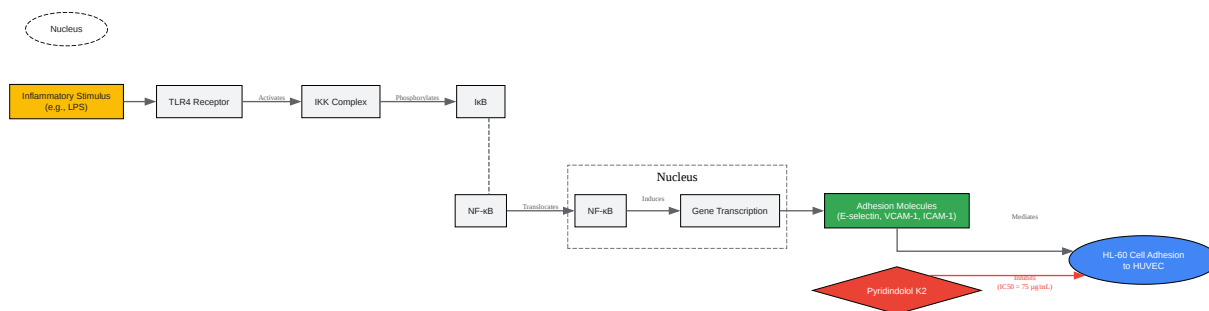 Nucleus
Inflammatory Stimulus
(e.g., LPS)
TLR4 Receptor
Activates
IKK Complex
Phosphorylates
IκB
Nucleus
NF-κB
Translocates
NF-κB
Induces
Gene Transcription
Adhesion Molecules
(E-selectin, VCAM-1, ICAM-1)
Mediates
HL-60 Cell Adhesion
to HUVEC
Pyridindolol K2
Inhibits
(IC50 = 75 µg/mL)